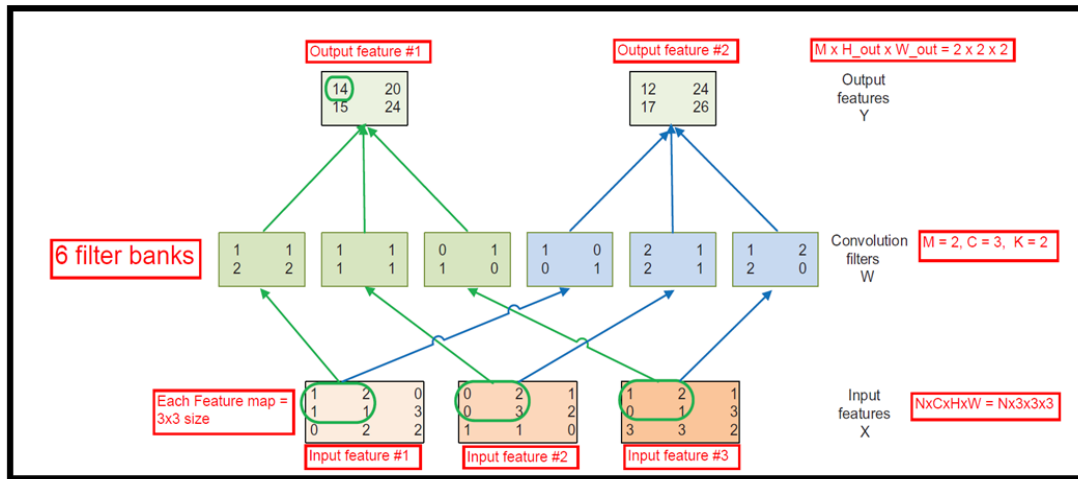 Output feature #1
Output feature #2
M x H_out x W_out = 2 x 2 x 2
14 20
15 24
12 24
17 26
Output
features
Y
6 filter banks
1 1
2 2
1 1
1 1
0 1
1 0
1 0
0 1
2 1
2 1
1 2
2 0
Convolution
filters
W
M = 2, C = 3, K = 2
Each Feature map =
3x3 size
1 2 0
1 1 3
0 2 2
0 2 1
0 3 2
1 1 0
1 2 1
0 1 3
3 3 2
Input
features
X
NxCxHxW = Nx3x3x3
Input feature #1
Input feature #2
Input feature #3